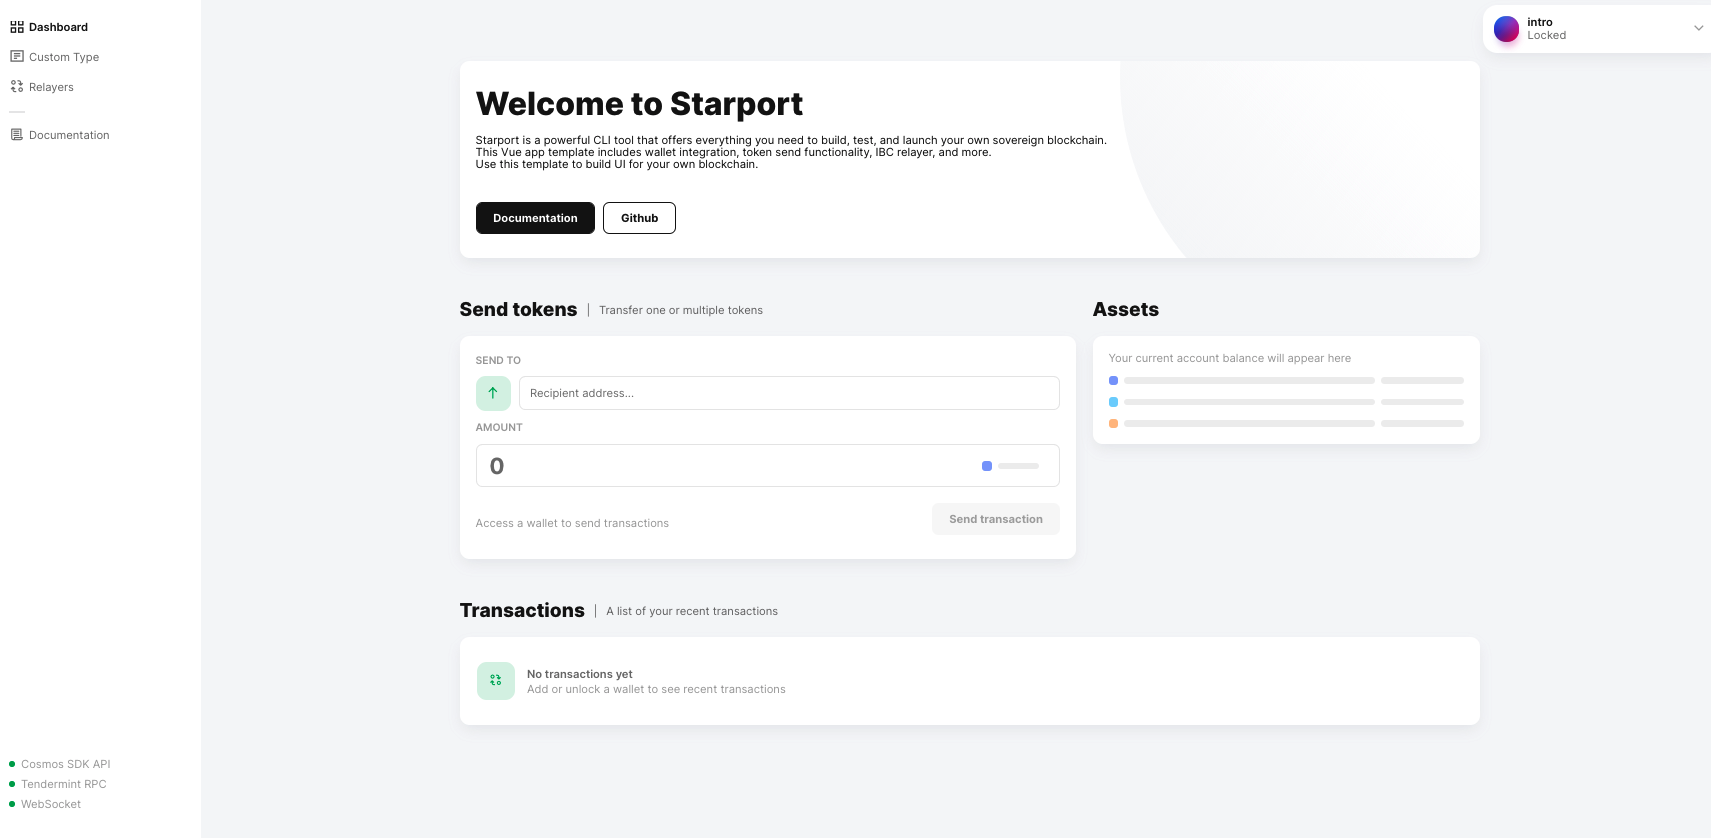 Dashboard
Custom Type
Relayers
Documentation
intro
Locked
Welcome to Starport
Starport is a powerful CLI tool that offers everything you need to build, test, and launch your own sovereign blockchain.
This Vue app template includes wallet integration, token send functionality, IBC relayer, and more.
Use this template to build UI for your own blockchain.
Documentation Github
Send tokens | Transfer one or multiple tokens
SEND TO
Recipient address...
AMOUNT
0
Access a wallet to send transactions
Send transaction
Assets
Your current account balance will appear here
Transactions | A list of your recent transactions
No transactions yet
Add or unlock a wallet to see recent transactions
Cosmos SDK API
Tendermint RPC
WebSocket